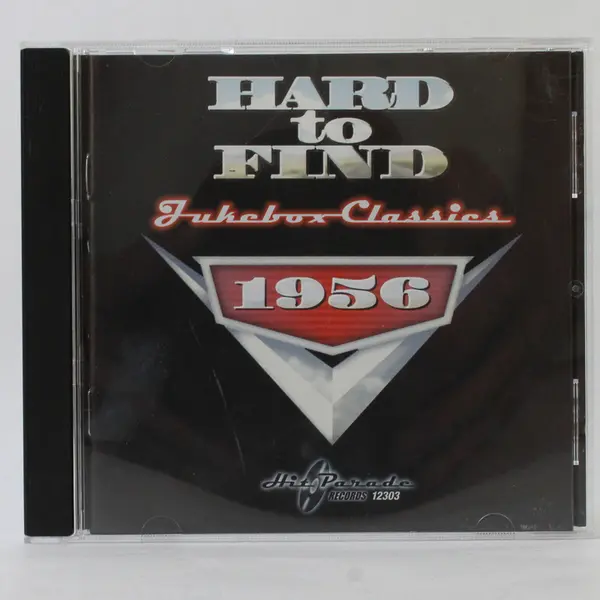 HARD
to
FIND
Jukebox Classics
1956
Hit Parade
RECORDS 12303